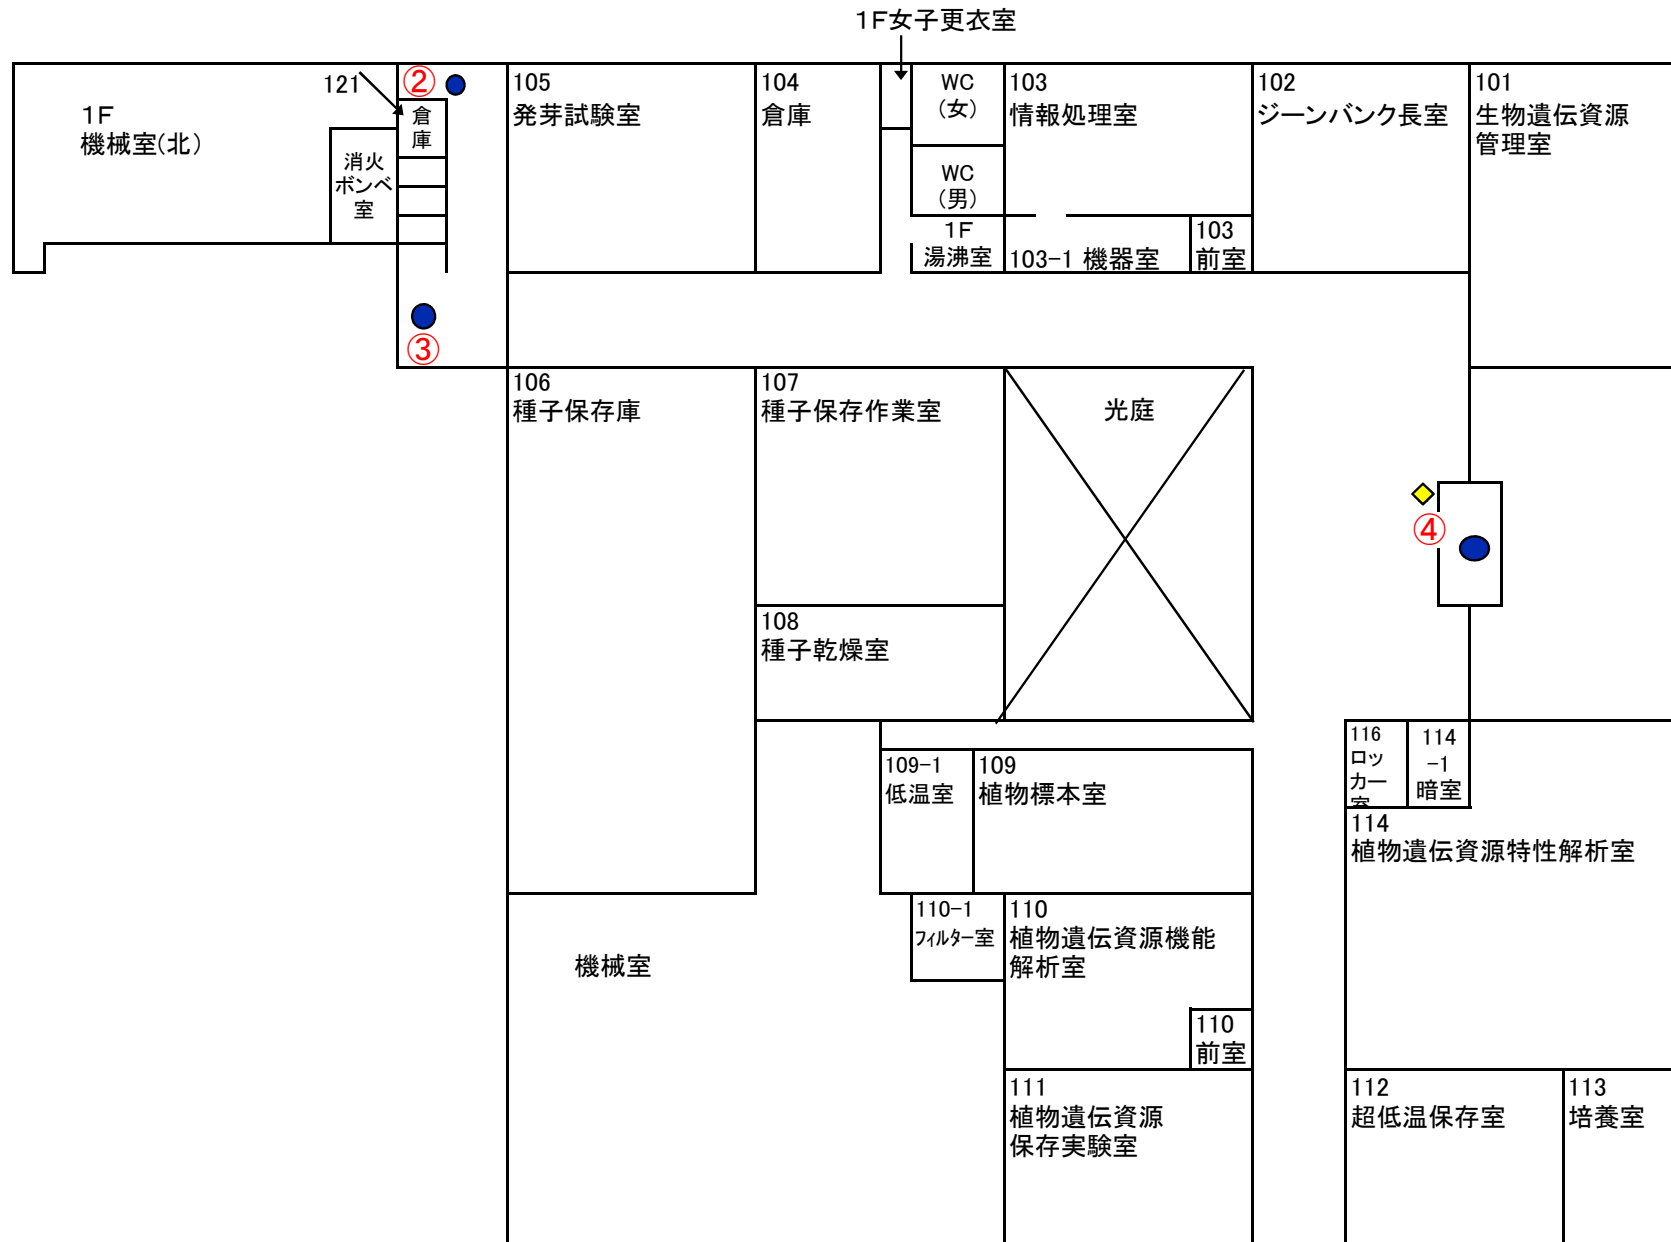 1F女子更衣室
1F
機械室(北)
121
②
倉
庫
消火
ボンベ
室
105
発芽試験室
104
倉庫
WC
(女)
WC
(男)
1F
湯沸室
103
情報処理室
103-1 機器室
103
前室
102
ジーンバンク長室
101
生物遺伝資源
管理室
③
106
種子保存庫
107
種子保存作業室
光庭
④
108
種子乾燥室
109-1
低温室
109
植物標本室
116
ロッ
カー
室
114
-1
暗室
114
植物遺伝資源特性解析室
110-1
フィルター室
110
植物遺伝資源機能
解析室
機械室
110
前室
111
植物遺伝資源
保存実験室
112
超低温保存室
113
培養室